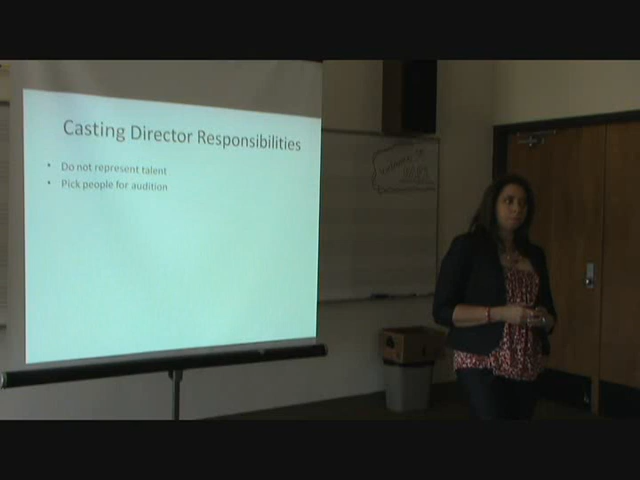 Casting Director Responsibilities
• Do not represent talent
• Pick people for audition